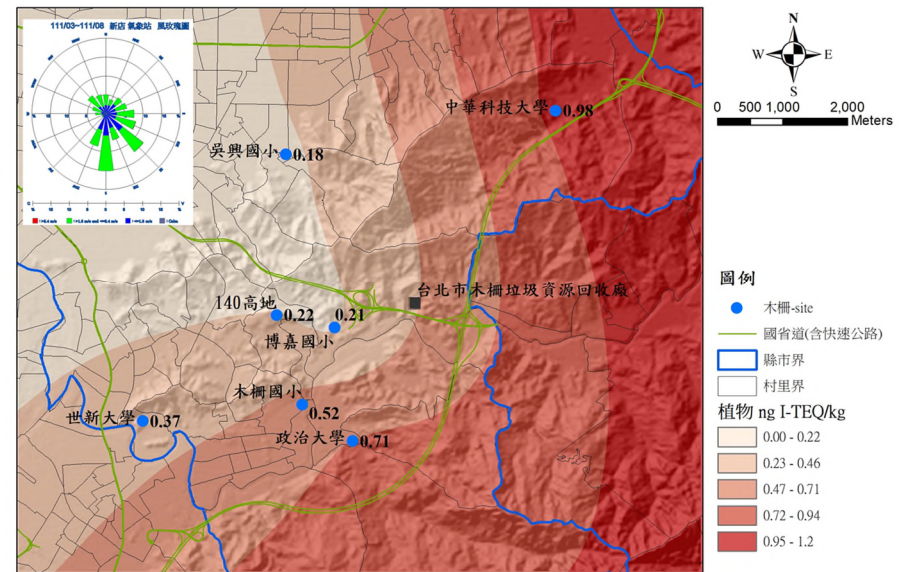 111/03~111/08 新店 氣象站 風玫瑰圖
N
W E
S
0 500 1,000 2,000
Meters
中華科技大學 0.98
吳興國小 0.18
台北市木柵垃圾資源回收廠
140高地 0.22
0.21
博嘉國小
木柵國小
0.52
世新大學 0.37
政治大學 0.71
圖例
木柵-site
國省道(含快速公路)
縣市界
村里界
植物 ng I-TEQ/kg
0.00 - 0.22
0.23 - 0.46
0.47 - 0.71
0.72 - 0.94
0.95 - 1.2